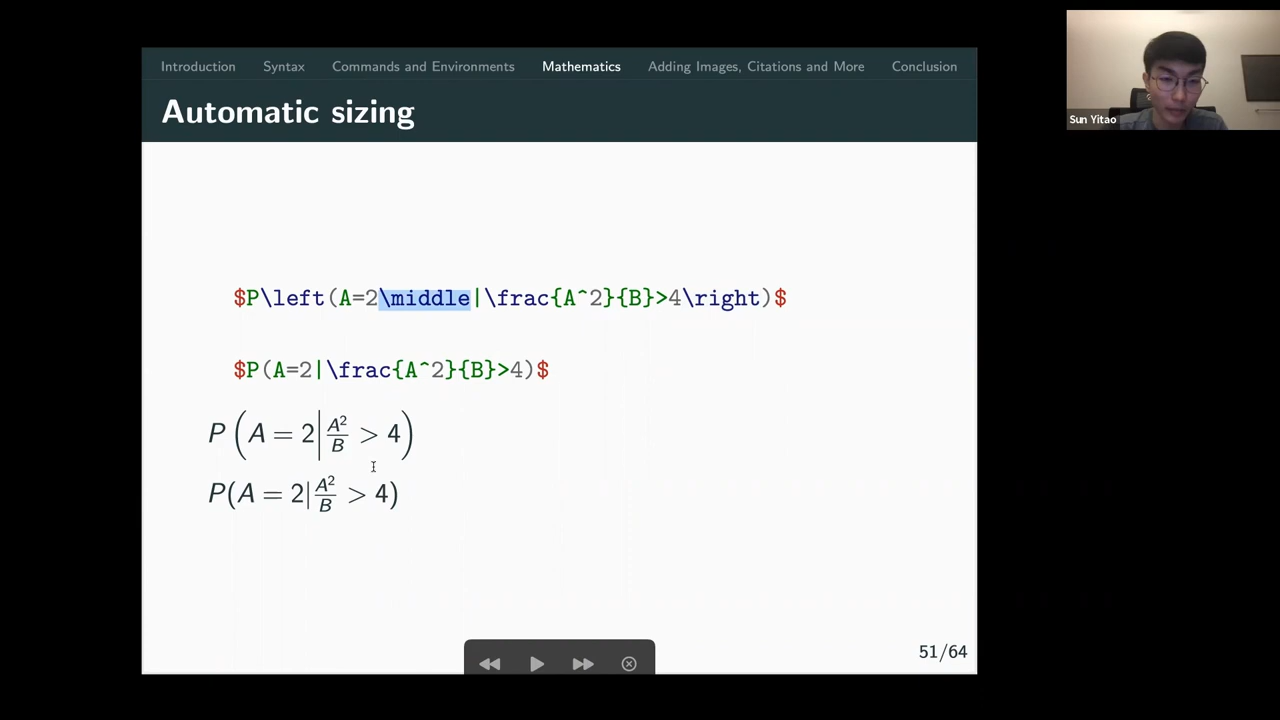 Introduction Syntax Commands and Environments Mathematics Adding Images, Citations and More Conclusion
Automatic sizing
$P\left(A=2\middle|\frac{A^2}{B}>4\right)$
$P(A=2|\frac{A^2}{B}>4)$
P (A = 2|A²/B > 4)
P(A = 2|A²/B > 4)
51/64
Sun Yitao